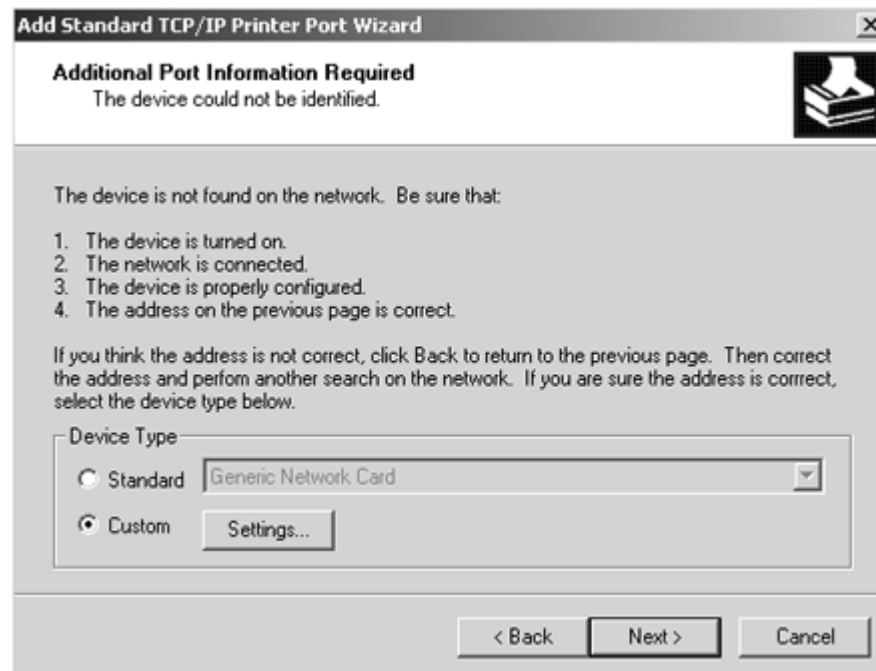 Add Standard TCP/IP Printer Port Wizard
Additional Port Information Required
The device could not be identified.
The device is not found on the network. Be sure that:
1. The device is turned on.
2. The network is connected.
3. The device is properly configured.
4. The address on the previous page is correct.
If you think the address is not correct, click Back to return to the previous page. Then correct
the address and perfom another search on the network. If you are sure the address is corrrect,
select the device type below.
Device Type
Standard Generic Network Card
Custom Settings...
< Back Next > Cancel